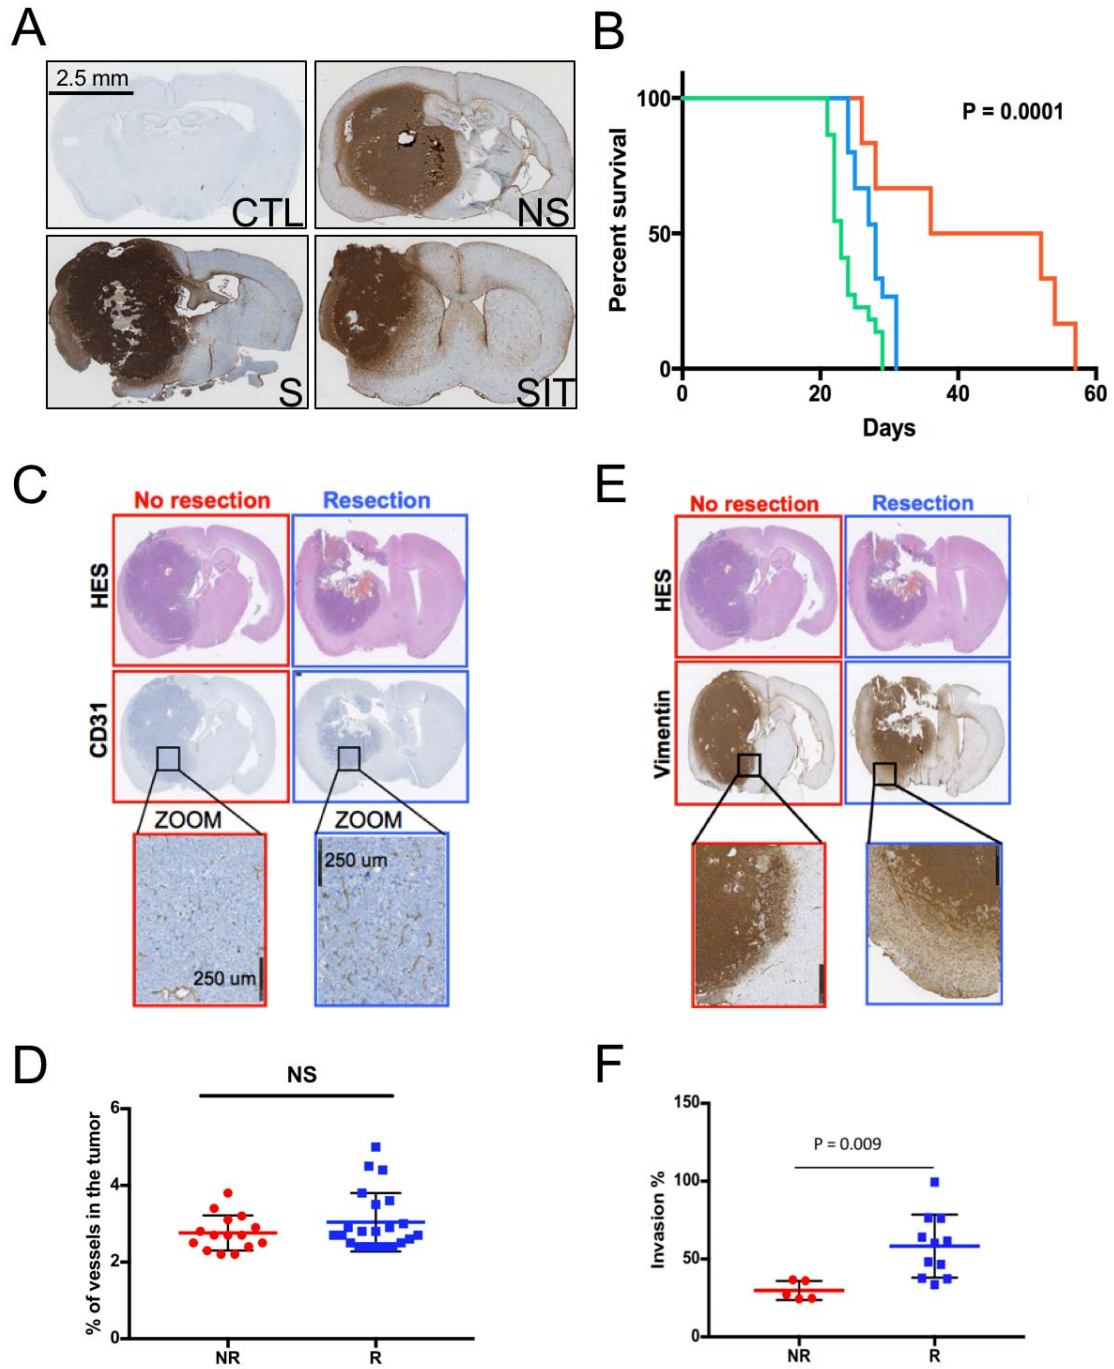 A
2.5 mm
CTL
NS
S
SIT
B
100
50
0
Percent survival
P = 0.0001
0 20 40 60
Days
C
No resection Resection
HES
CD31
ZOOM ZOOM
250 um
250 um
E
No resection Resection
HES
Vimentin
D
NS
% of vessels in the tumor
6
4
2
0
NR R
F
P = 0.009
Invasion %
150
100
50
0
NR R